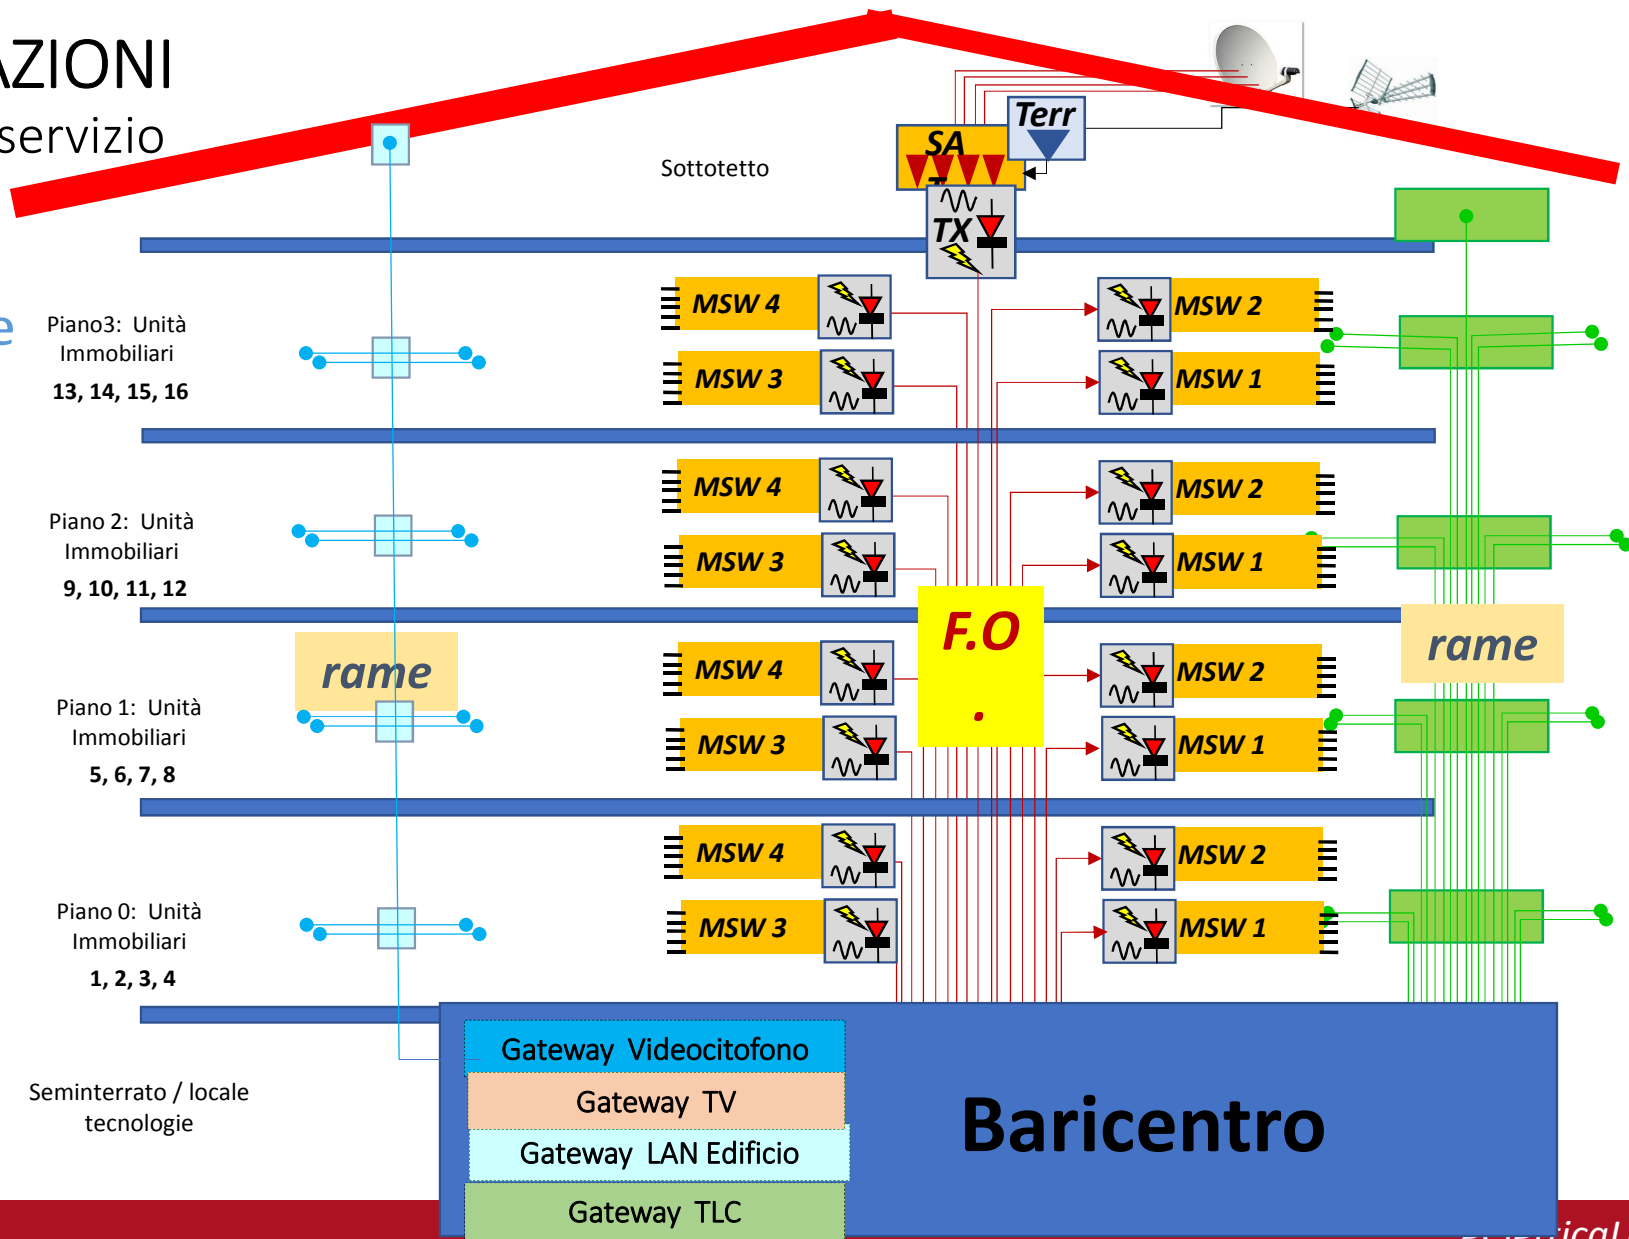 AZIONI
servizio
e
Terr
SA
T
TX
Sottotetto
Piano3: Unità
Immobiliari
13, 14, 15, 16
MSW 4
MSW 2
MSW 3
MSW 1
Piano 2: Unità
Immobiliari
9, 10, 11, 12
MSW 4
MSW 2
MSW 3
MSW 1
F.O
.
rame
rame
Piano 1: Unità
Immobiliari
5, 6, 7, 8
MSW 4
MSW 2
MSW 3
MSW 1
Piano 0: Unità
Immobiliari
1, 2, 3, 4
MSW 4
MSW 2
MSW 3
MSW 1
Seminterrato / locale
tecnologie
Gateway Videocitofono
Gateway TV
Gateway LAN Edificio
Gateway TLC
Baricentro